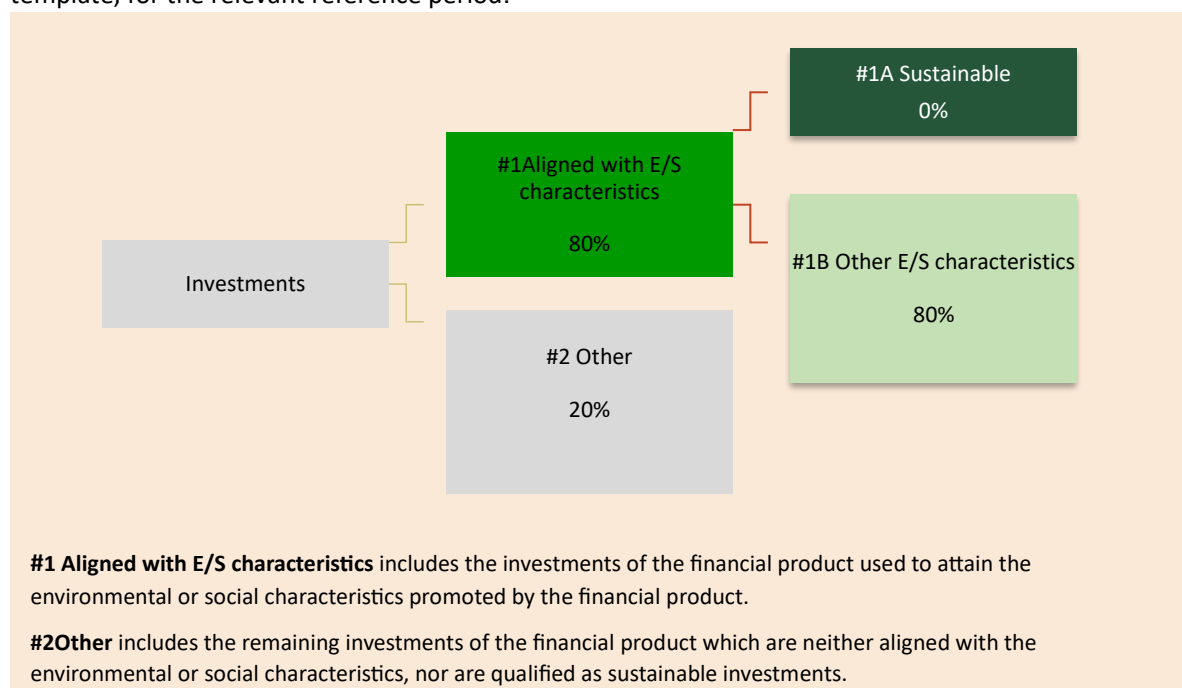 template, for the relevant reference period.
#1A Sustainable
0%
#1Aligned with E/S
characteristics
80%
#1B Other E/S characteristics
80%
Investments
#2 Other
20%
#1 Aligned with E/S characteristics includes the investments of the financial product used to attain the
environmental or social characteristics promoted by the financial product.
#2Other includes the remaining investments of the financial product which are neither aligned with the
environmental or social characteristics, nor are qualified as sustainable investments.